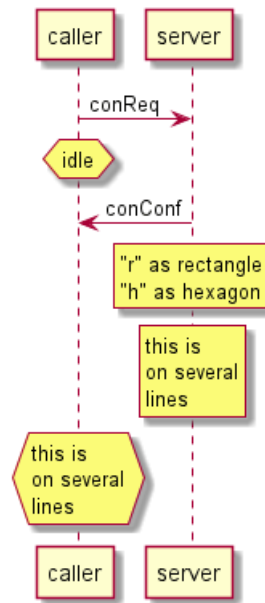 caller server
conReq
idle
conConf
"r" as rectangle
"h" as hexagon
this is
on several
lines
this is
on several
lines
caller server